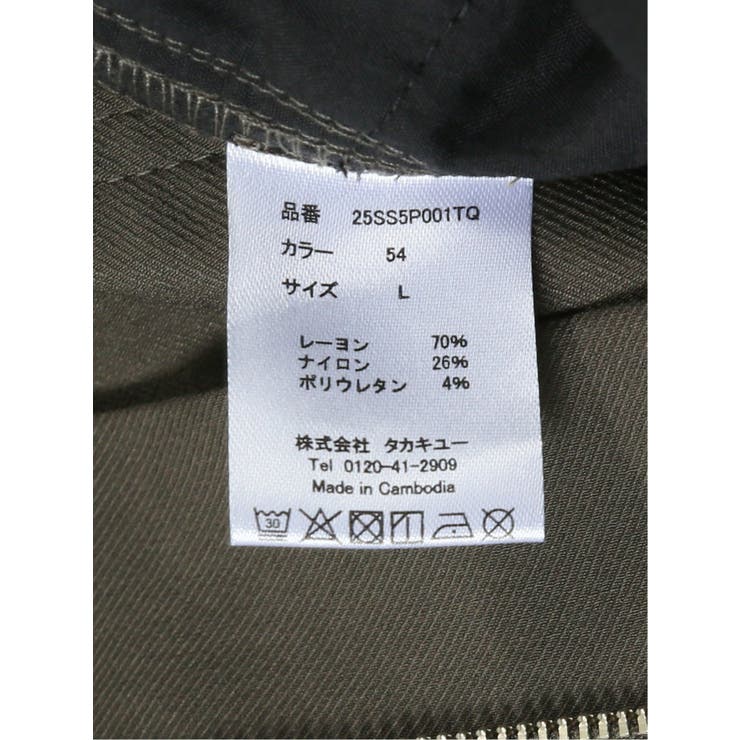 品番 25SS5P001TQ
カラー 54
サイズ L
レーヨン 70%
ナイロン 26%
ポリウレタン 4%
株式会社 タカキユー
Tel 0120-41-2909
Made in Cambodia
30